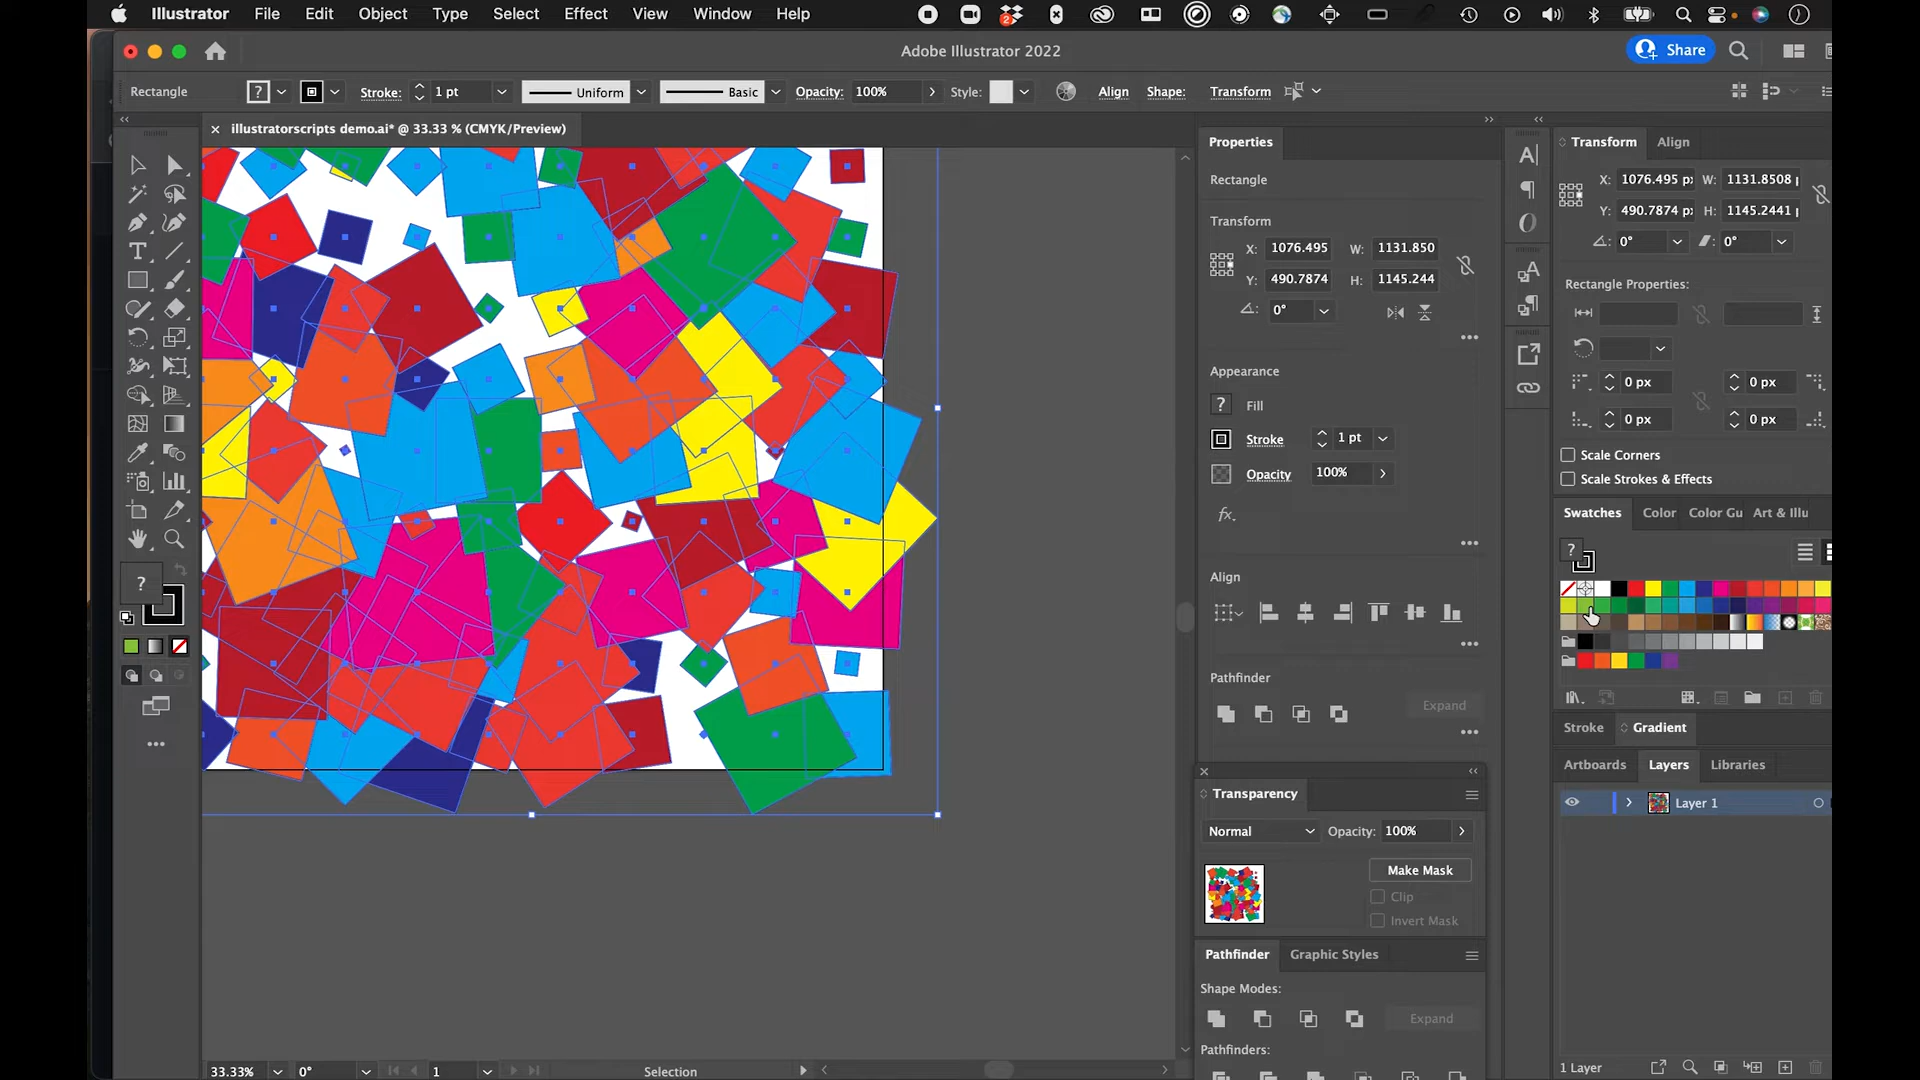 Illustrator File Edit Object Type Select Effect View Window Help
2
Adobe Illustrator 2022
Share
Rectangle
?
Stroke: 1 pt
Uniform
Basic
Opacity: 100%
Style:
Align
Shape:
Transform
illustratorscripts demo.ai* @ 33.33 % (CMYK/Preview)
Properties
Rectangle
Transform
X: 1076.495 W: 1131.850
Y: 490.7874 H: 1145.244
0°
Appearance
? Fill
Stroke 1 pt
Opacity 100%
fx.
Align
Pathfinder
Expand
Transparency
Normal Opacity: 100%
Make Mask
Clip
Invert Mask
Pathfinder Graphic Styles
Shape Modes:
Expand
Pathfinders:
Transform Align
X: 1076.495 px W: 1131.8508
Y: 490.7874 px H: 1145.2441
0° 0°
Rectangle Properties:
0 px 0 px
0 px 0 px
Scale Corners
Scale Strokes & Effects
Swatches Color Color Gu Art & Illu
?
Stroke Gradient
Artboards Layers Libraries
Layer 1
1 Layer
?
33.33% 0° 1 Selection